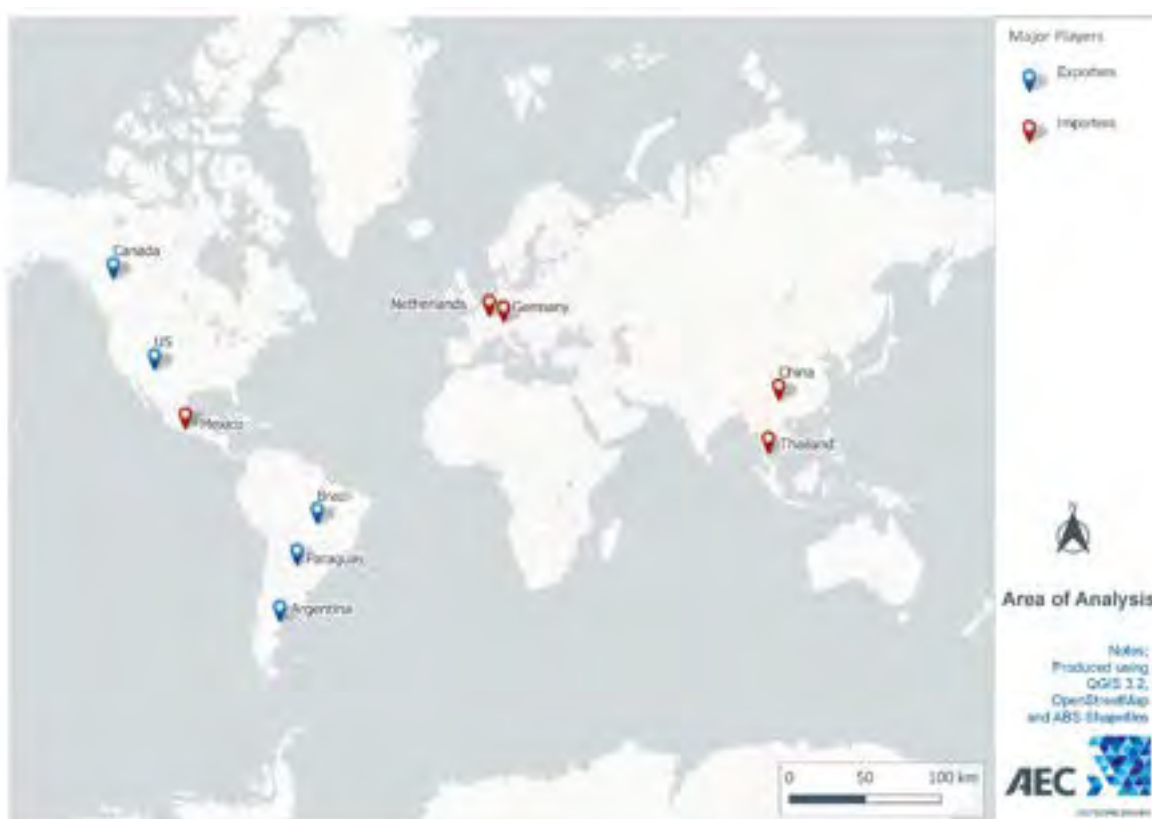 Major Players
Exporters
Importers
Canada
US
Mexico
Netherlands
Germany
China
Thailand
Brazil
Paraguay
Argentina
N
Area of Analysis
Notes:
Produced using
QGIS 3.2,
OpenStreetMap
and ABS Shapefiles
0 50 100 km
AEC